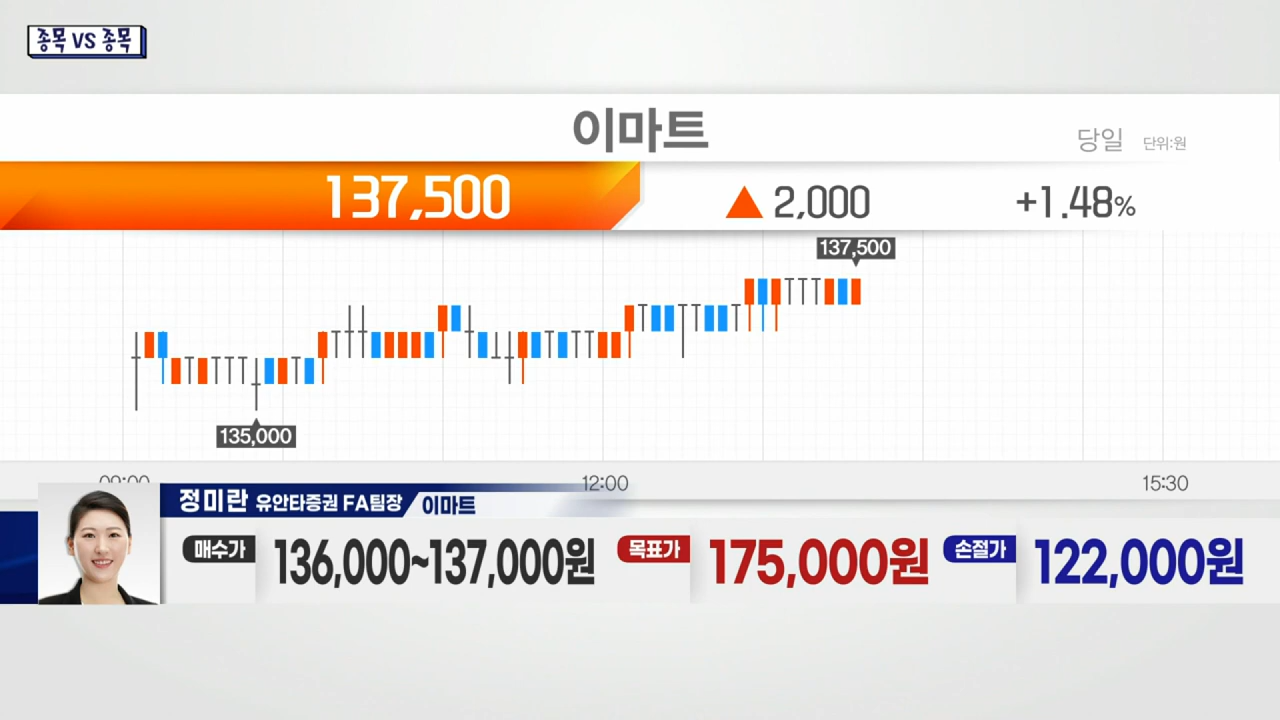 종목 VS 종목
이마트
당일 단위:원
137,500 ▲ 2,000 +1.48%
137,500
135,000
09:00 12:00 15:30
정미란 유안타증권 FA팀장 이마트
매수가 136,000~137,000원 목표가 175,000원 손절가 122,000원